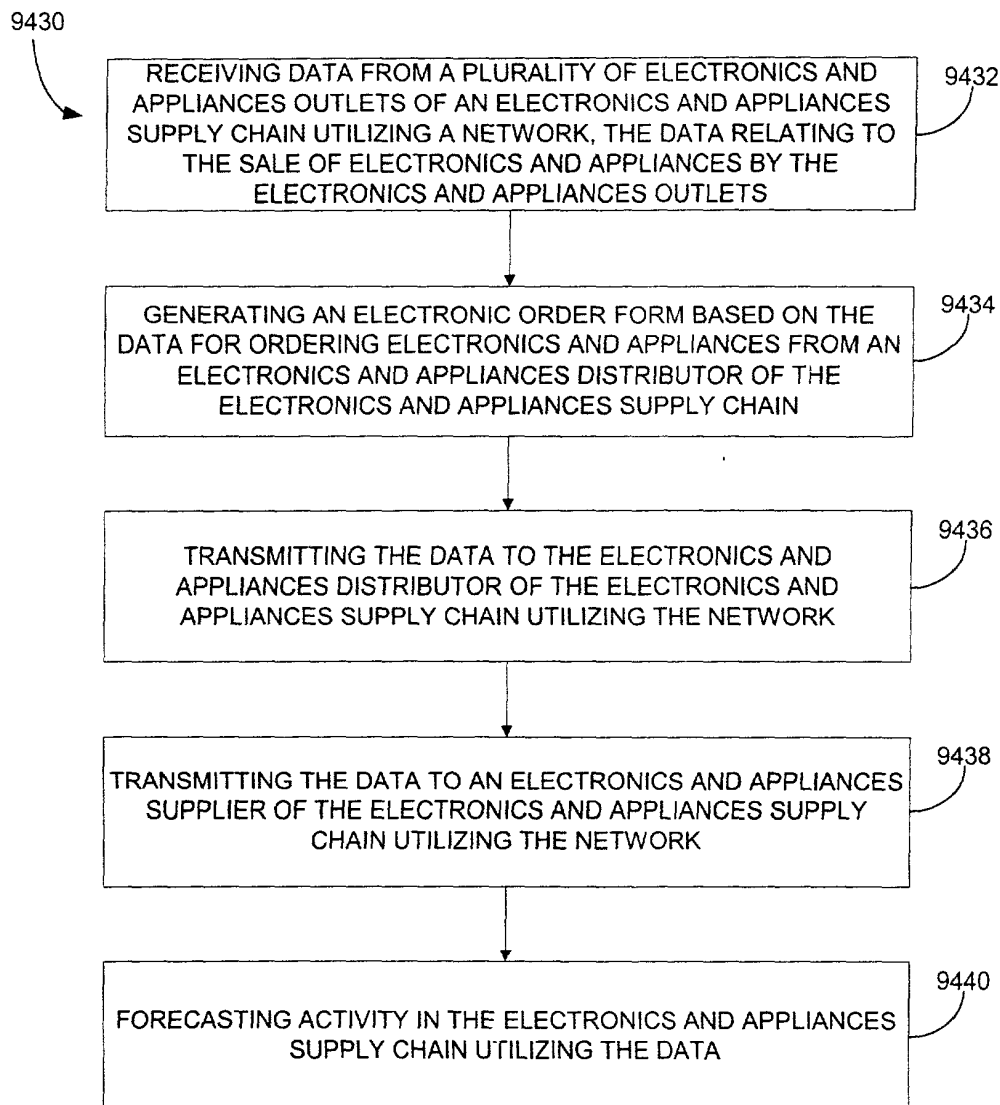 9430
RECEIVING DATA FROM A PLURALITY OF ELECTRONICS AND
APPLIANCES OUTLETS OF AN ELECTRONICS AND APPLIANCES
SUPPLY CHAIN UTILIZING A NETWORK, THE DATA RELATING TO
THE SALE OF ELECTRONICS AND APPLIANCES BY THE
ELECTRONICS AND APPLIANCES OUTLETS
9432
GENERATING AN ELECTRONIC ORDER FORM BASED ON THE
DATA FOR ORDERING ELECTRONICS AND APPLIANCES FROM AN
ELECTRONICS AND APPLIANCES DISTRIBUTOR OF THE
ELECTRONICS AND APPLIANCES SUPPLY CHAIN
9434
TRANSMITTING THE DATA TO THE ELECTRONICS AND
APPLIANCES DISTRIBUTOR OF THE ELECTRONICS AND
APPLIANCES SUPPLY CHAIN UTILIZING THE NETWORK
9436
TRANSMITTING THE DATA TO AN ELECTRONICS AND APPLIANCES
SUPPLIER OF THE ELECTRONICS AND APPLIANCES SUPPLY
CHAIN UTILIZING THE NETWORK
9438
FORECASTING ACTIVITY IN THE ELECTRONICS AND APPLIANCES
SUPPLY CHAIN UTILIZING THE DATA
9440